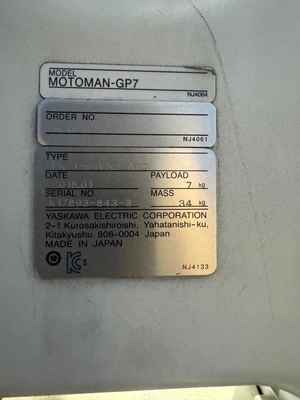 MODEL
MOTOMAN-GP7
NJ4064
ORDER NO.
NJ4061
TYPE
DATE PAYLOAD
7 kg
SERIAL NO. MASS
34 kg
YASKAWA ELECTRIC CORPORATION
2-1 Kurosakishiroishi, Yahatanishi-ku,
Kitakyushu 806-0004 Japan
MADE IN JAPAN
S
NJ4133